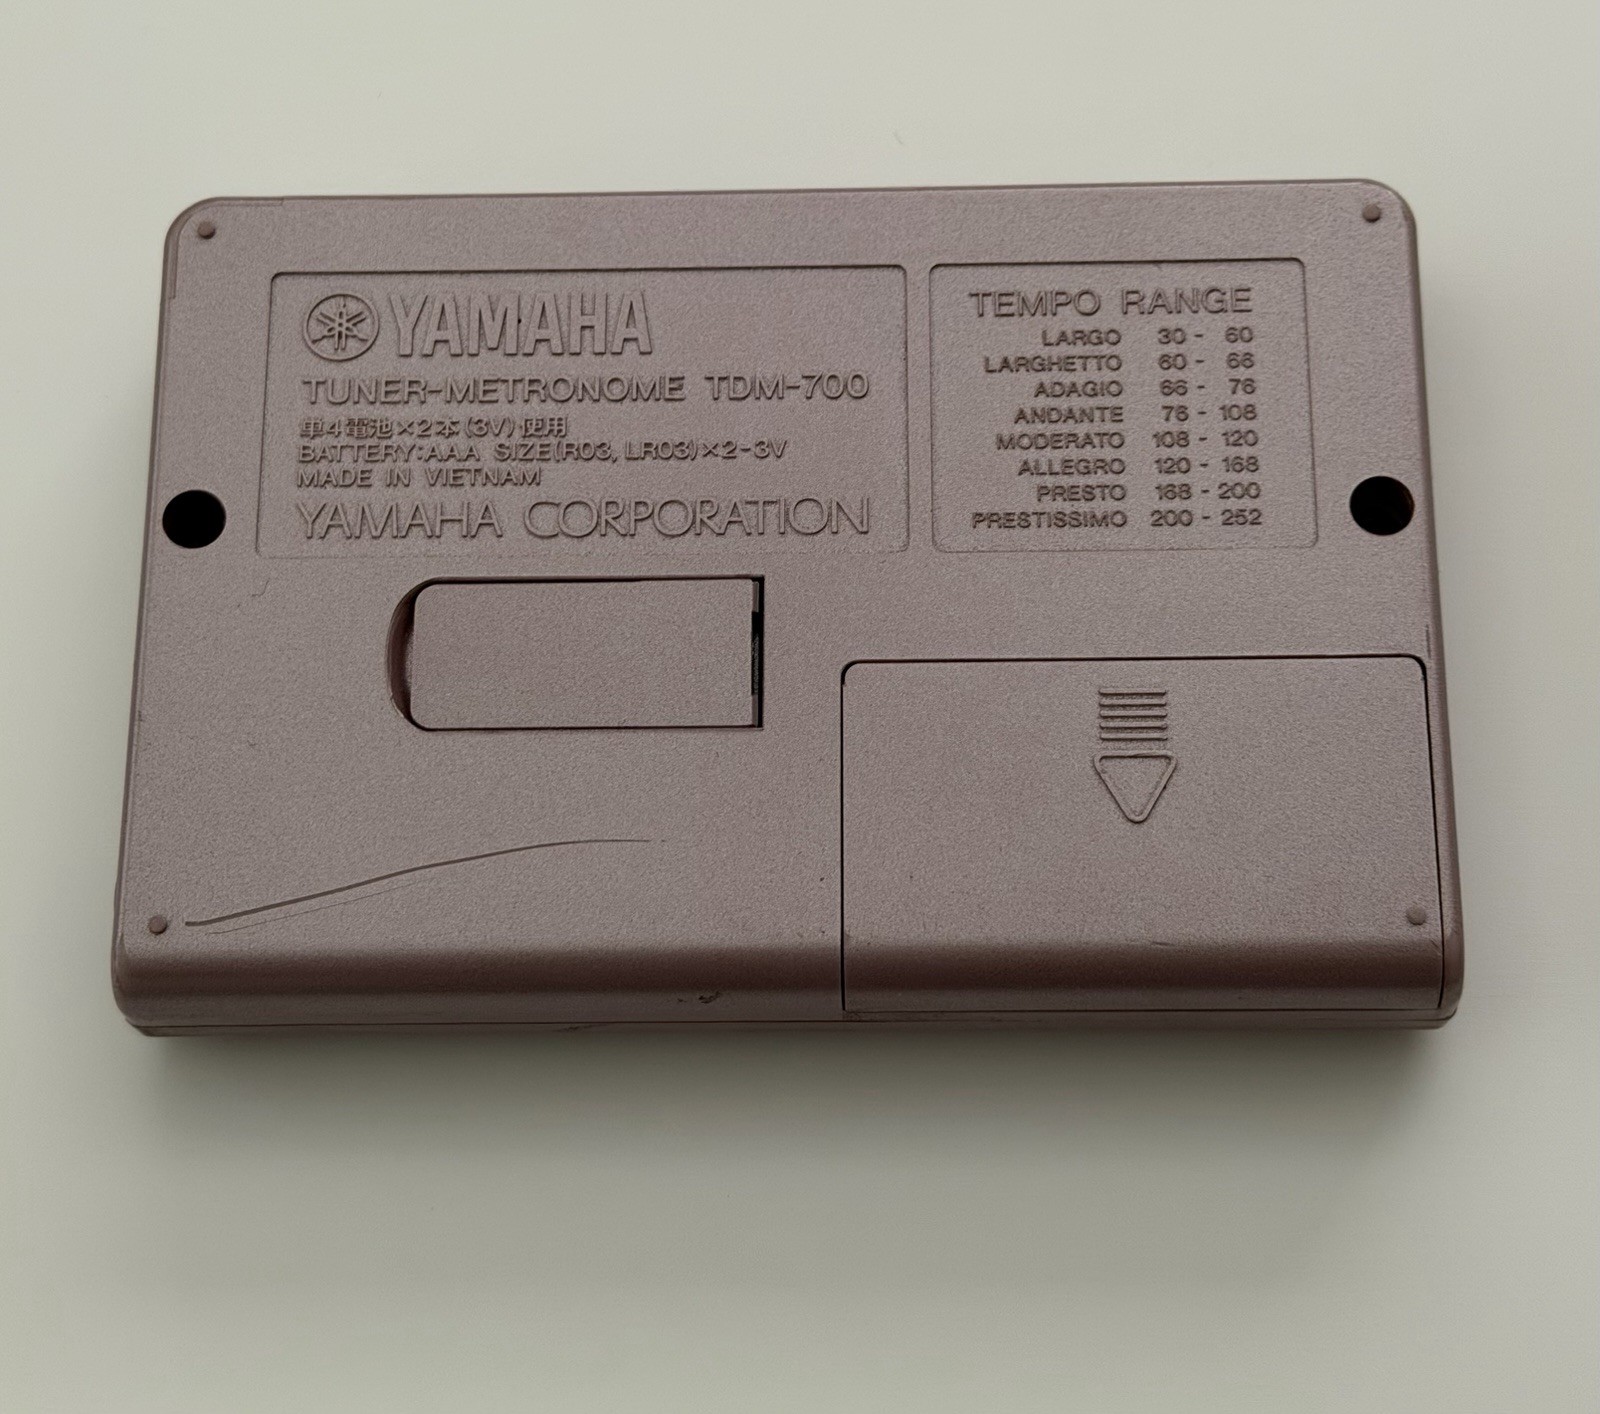 YAMAHA
TUNER-METRONOME TDM-700
単4電池×2本(3V)使用
BATTERY:AAA SIZE(R03, LR03)×2-3V
MADE IN VIETNAM
YAMAHA CORPORATION
TEMPO RANGE
LARGO 30 - 60
LARGHETTO 60 - 66
ADAGIO 66 - 76
ANDANTE 76 - 108
MODERATO 108 - 120
ALLEGRO 120 - 168
PRESTO 168 - 200
PRESTISSIMO 200 - 252